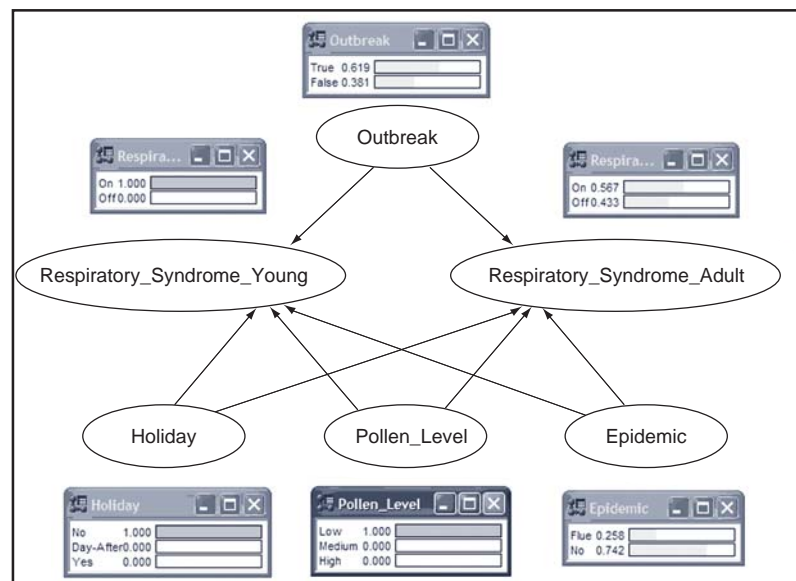 Outbreak
True 0.619
False 0.381
Outbreak
Respira...
On 1.000
Off 0.000
Respira...
On 0.567
Off 0.433
Respiratory_Syndrome_Young
Respiratory_Syndrome_Adult
Holiday
Pollen_Level
Epidemic
Holiday
No 1.000
Day-After 0.000
Yes 0.000
Pollen_Level
Low 1.000
Medium 0.000
High 0.000
Epidemic
Flue 0.258
No 0.742